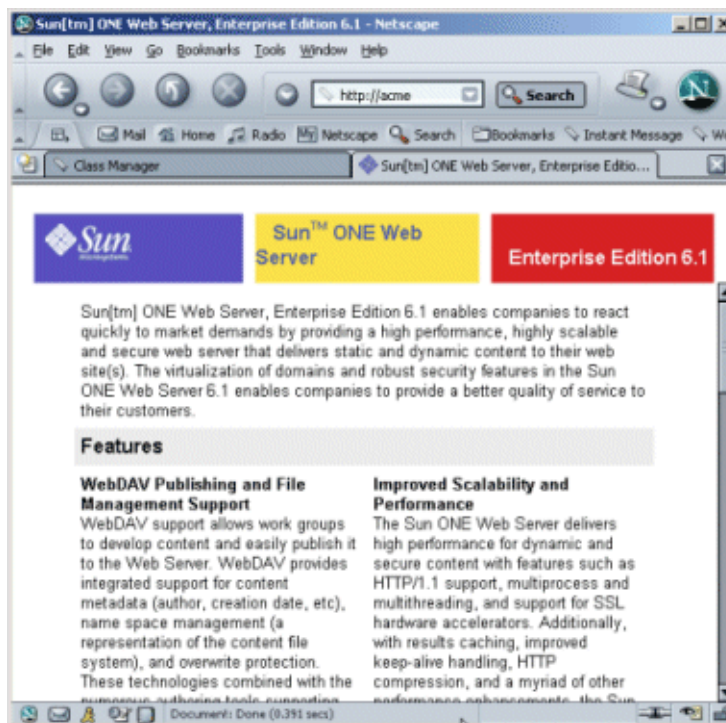 Sun[tm] ONE Web Server, Enterprise Edition 6.1 - Netscape
File Edit View Go Bookmarks Tools Window Help
http://acme Search
Mail Home Radio Netscape Search Bookmarks Instant Message
Class Manager Sun[tm] ONE Web Server, Enterprise Editio...
Sun
microsystems
Sun™ ONE Web
Server
Enterprise Edition 6.1
Sun[tm] ONE Web Server, Enterprise Edition 6.1 enables companies to react
quickly to market demands by providing a high performance, highly scalable
and secure web server that delivers static and dynamic content to their web
site(s). The virtualization of domains and robust security features in the Sun
ONE Web Server 6.1 enables companies to provide a better quality of service to
their customers.
Features
WebDAV Publishing and File
Management Support
WebDAV support allows work groups
to develop content and easily publish it
to the Web Server. WebDAV provides
integrated support for content
metadata (author, creation date, etc),
name space management (a
representation of the content file
system), and overwrite protection.
These technologies combined with the
numerous authoring tools supporting
Improved Scalability and
Performance
The Sun ONE Web Server delivers
high performance for dynamic and
secure content with features such as
HTTP/1.1 support, multiprocess and
multithreading, and support for SSL
hardware accelerators. Additionally,
with results caching, improved
keep-alive handling, HTTP
compression, and a myriad of other
performance enhancements, the Sun
Document: Done (0.391 secs)